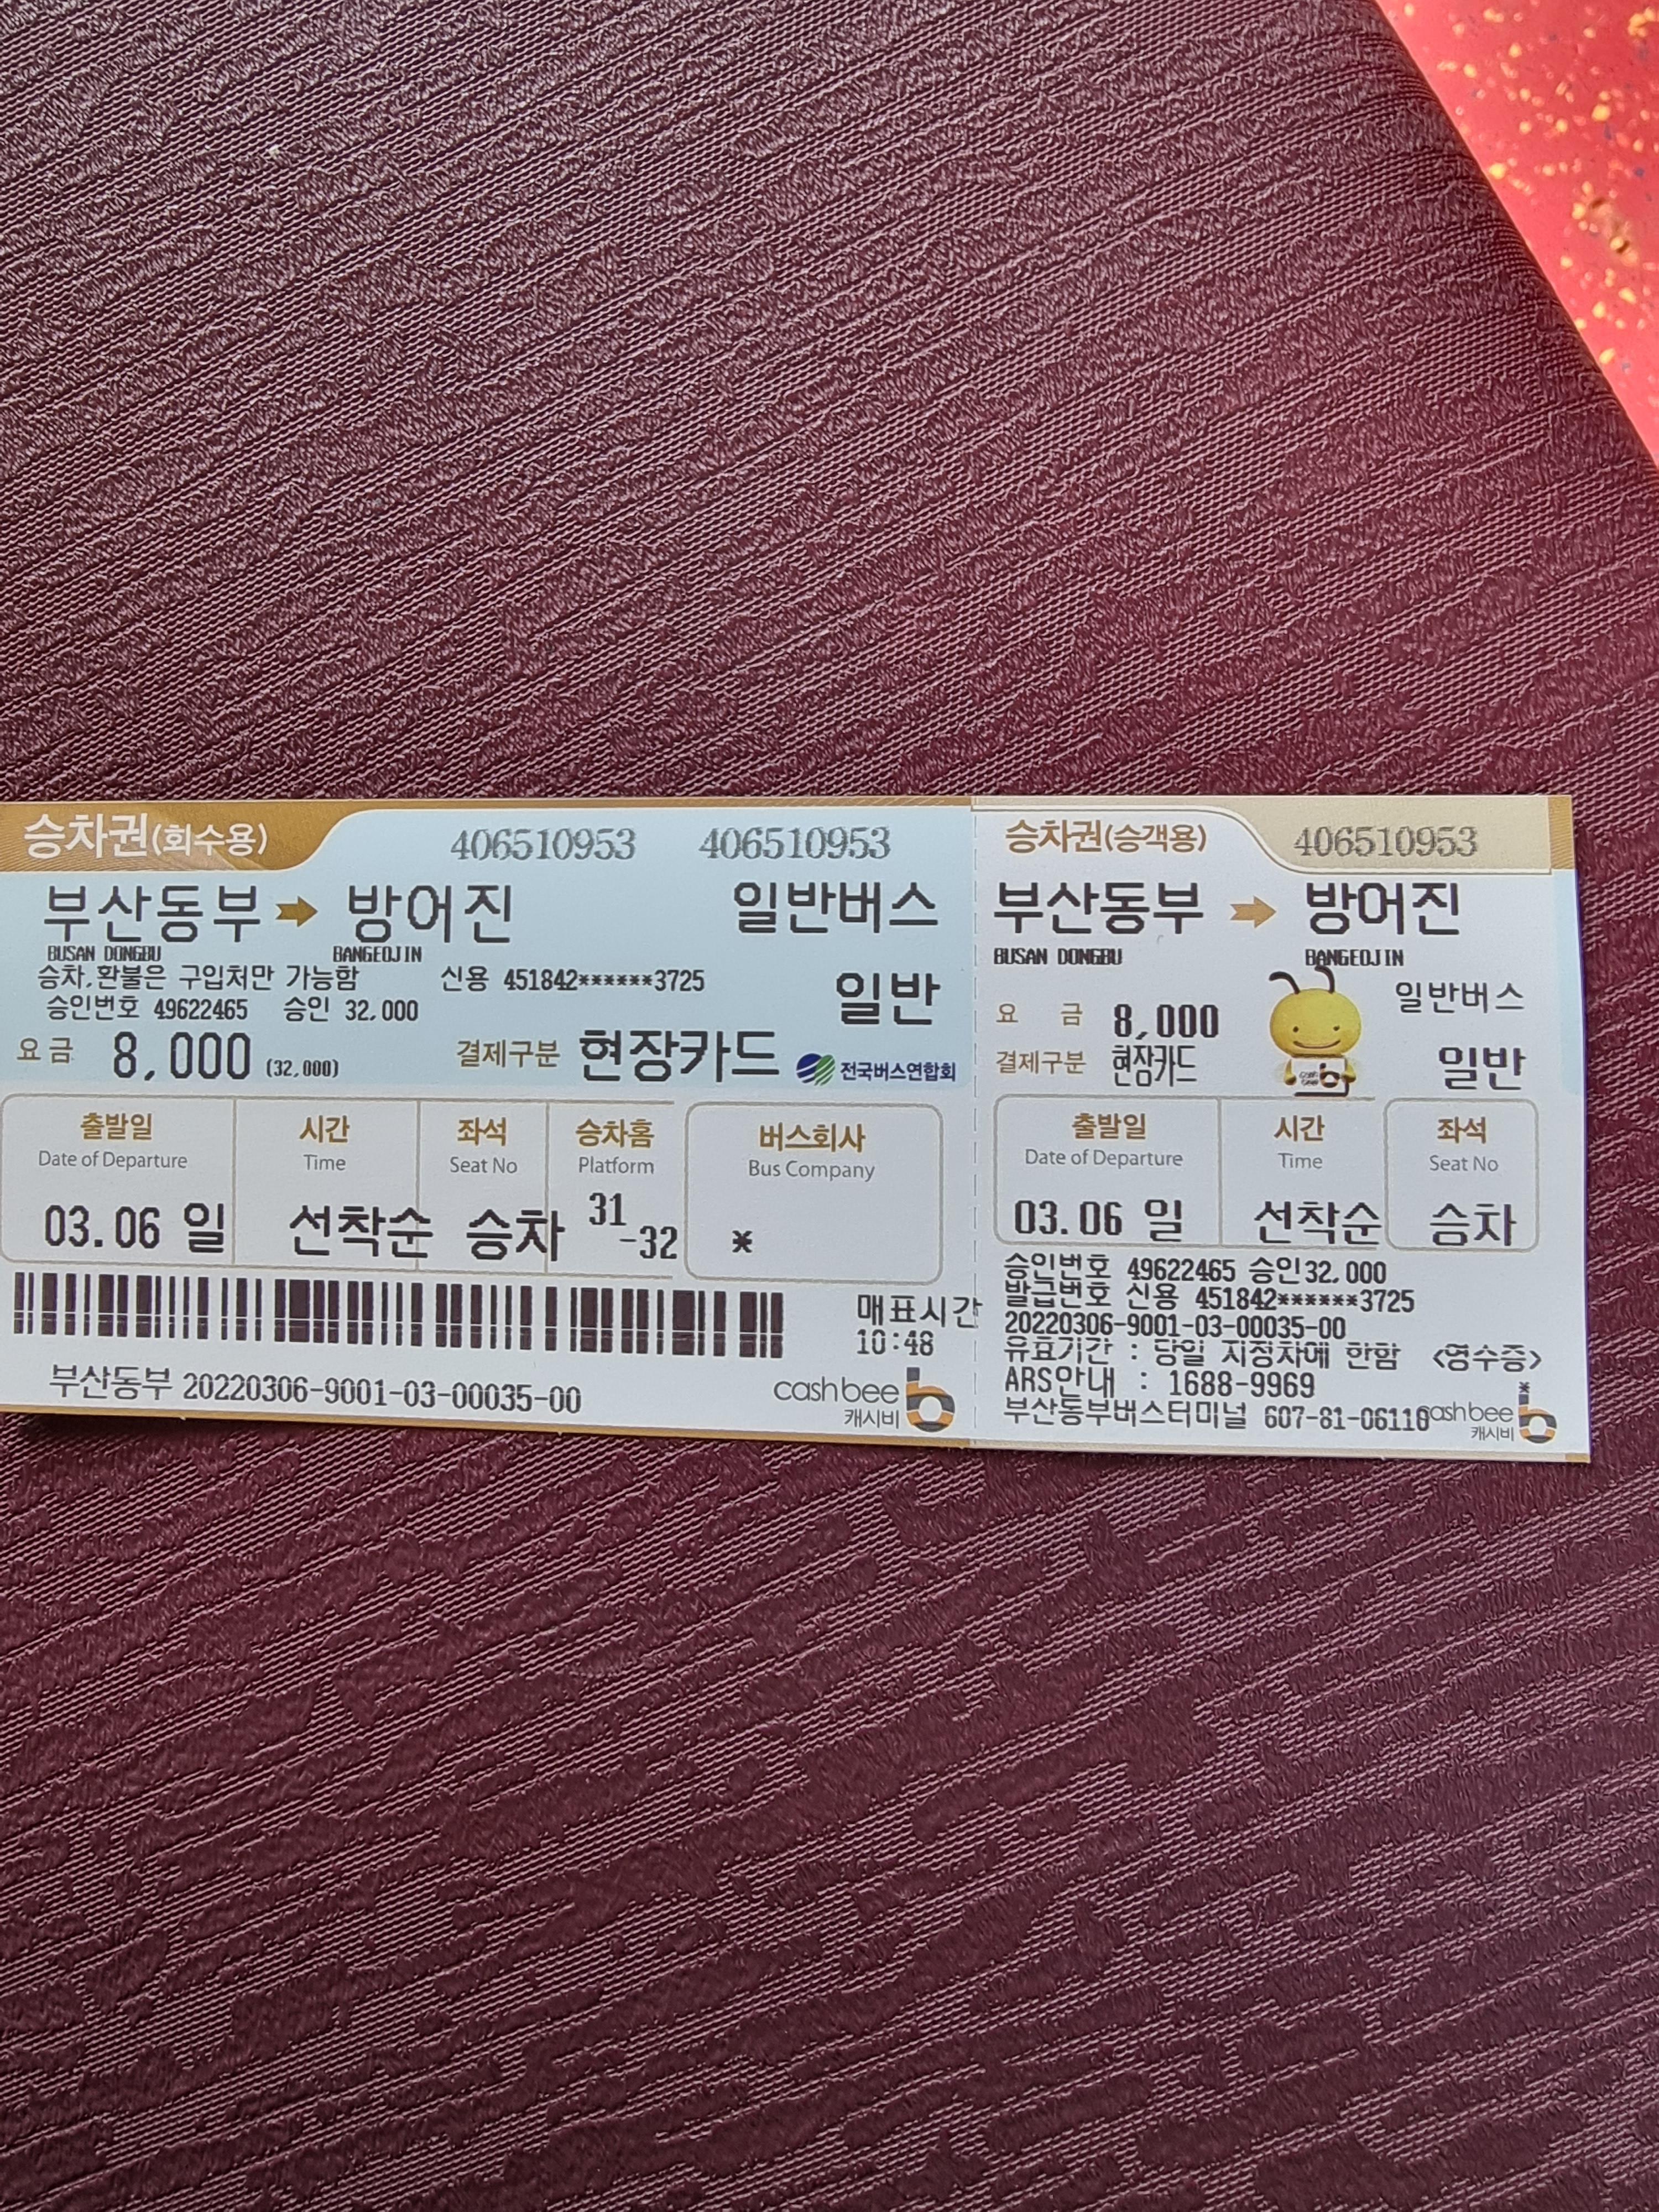 승차권(회수용) 406510953 406510953
부산동부 방어진 일반버스
BUSAN DONGBU BANGEOJIN
승차,환불은 구입처만 가능함 신용 451842******3725 일반
승인번호 49622465 승인 32,000
요금 8,000 (32,000) 결제구분 현장카드 전국버스연합회
출발일 시간 좌석 승차홈 버스회사
Date of Departure Time Seat No Platform Bus Company
03.06 일 선착순 승차 31-32 *
매표시간
10:48
부산동부 20220306-9001-03-00035-00
cashbee
캐시비
승차권(승객용) 406510953
부산동부 방어진
BUSAN DONGBU BANGEOJIN
일반버스
요금 8,000
결제구분 현장카드 일반
출발일 시간 좌석
Date of Departure Time Seat No
03.06 일 선착순 승차
승인번호 49622465 승인32,000
발급번호 신용 451842******3725
20220306-9001-03-00035-00
유표기간 : 당일 지정차에 한함 <영수증>
ARS안내 : 1688-9969 *
부산동부버스터미널 607-81-06110
cashbee
캐시비